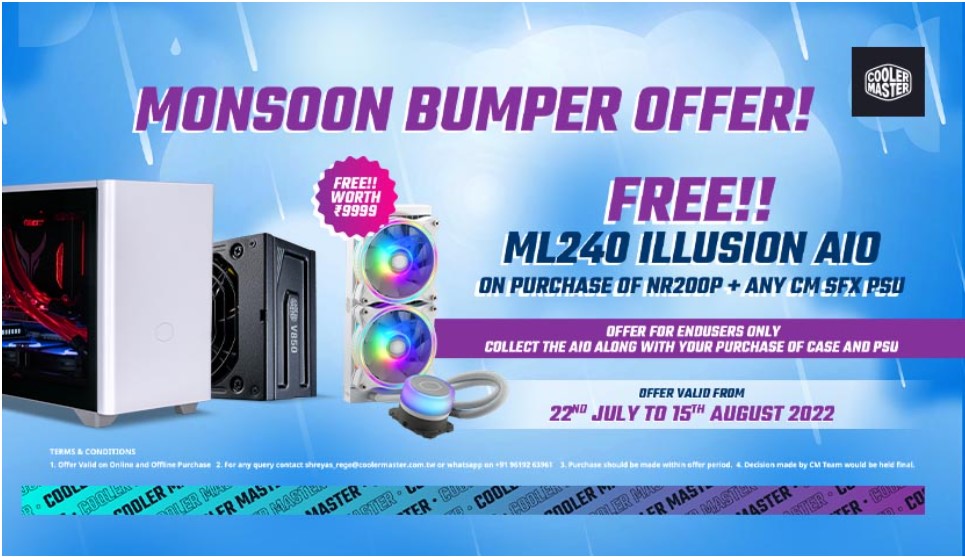 COOLER
MASTER
MONSOON BUMPER OFFER!
FREE!!
WORTH
₹9999
FREE!!
ML240 ILLUSION AIO
ON PURCHASE OF NR200P + ANY CM SFX PSU
V850
OFFER FOR ENDUSERS ONLY
COLLECT THE AIO ALONG WITH YOUR PURCHASE OF CASE AND PSU
OFFER VALID FROM
22ND JULY TO 15TH AUGUST 2022
TERMS & CONDITIONS
1. Offer Valid on Online and Offline Purchase 2. For any query contact shreyas_rege@coolermaster.com.tw or whatsapp on +91 96192 63961 3. Purchase should be made within offer period. 4. Decision made by CM Team would be held final.
COOLER MASTER